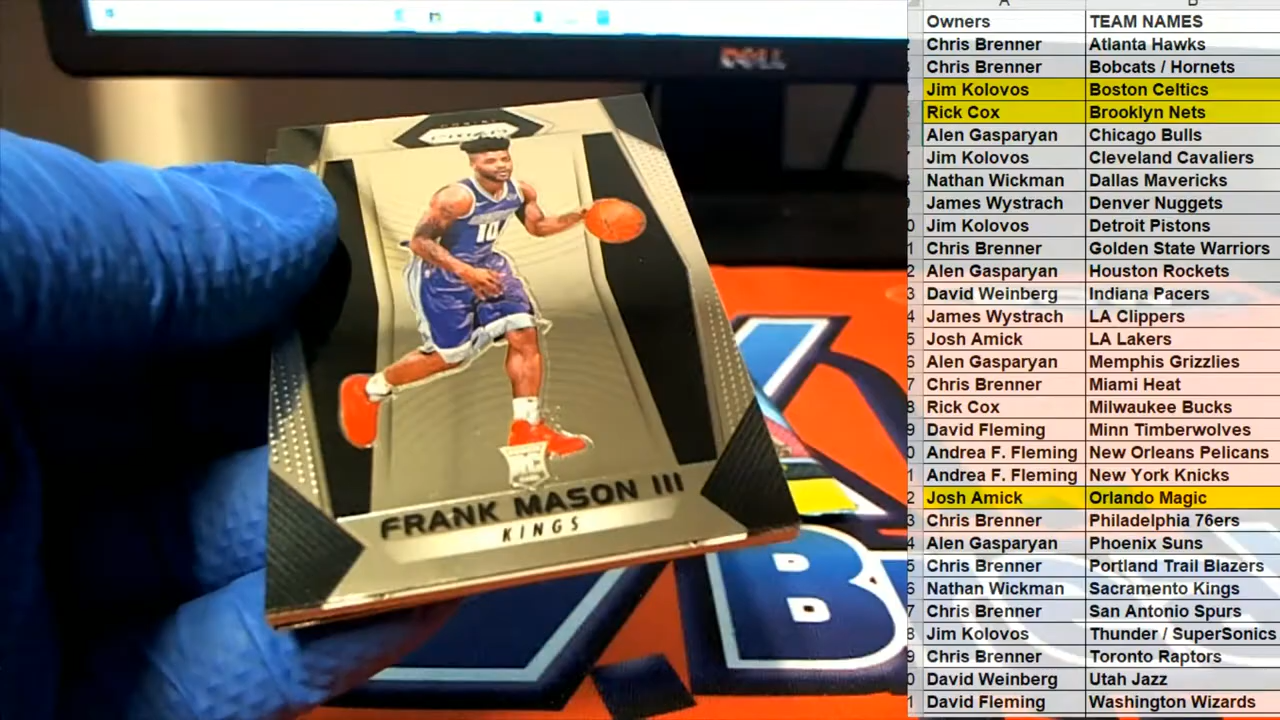 DELL
PRIZM
10
FRANK MASON III
KINGS
B
A B
Owners TEAM NAMES
Chris Brenner Atlanta Hawks
Chris Brenner Bobcats / Hornets
Jim Kolovos Boston Celtics
Rick Cox Brooklyn Nets
Alen Gasparyan Chicago Bulls
Jim Kolovos Cleveland Cavaliers
Nathan Wickman Dallas Mavericks
James Wystrach Denver Nuggets
Jim Kolovos Detroit Pistons
Chris Brenner Golden State Warriors
Alen Gasparyan Houston Rockets
David Weinberg Indiana Pacers
James Wystrach LA Clippers
Josh Amick LA Lakers
Alen Gasparyan Memphis Grizzlies
Chris Brenner Miami Heat
Rick Cox Milwaukee Bucks
David Fleming Minn Timberwolves
Andrea F. Fleming New Orleans Pelicans
Andrea F. Fleming New York Knicks
Josh Amick Orlando Magic
Chris Brenner Philadelphia 76ers
Alen Gasparyan Phoenix Suns
Chris Brenner Portland Trail Blazers
Nathan Wickman Sacramento Kings
Chris Brenner San Antonio Spurs
Jim Kolovos Thunder / SuperSonics
Chris Brenner Toronto Raptors
David Weinberg Utah Jazz
David Fleming Washington Wizards